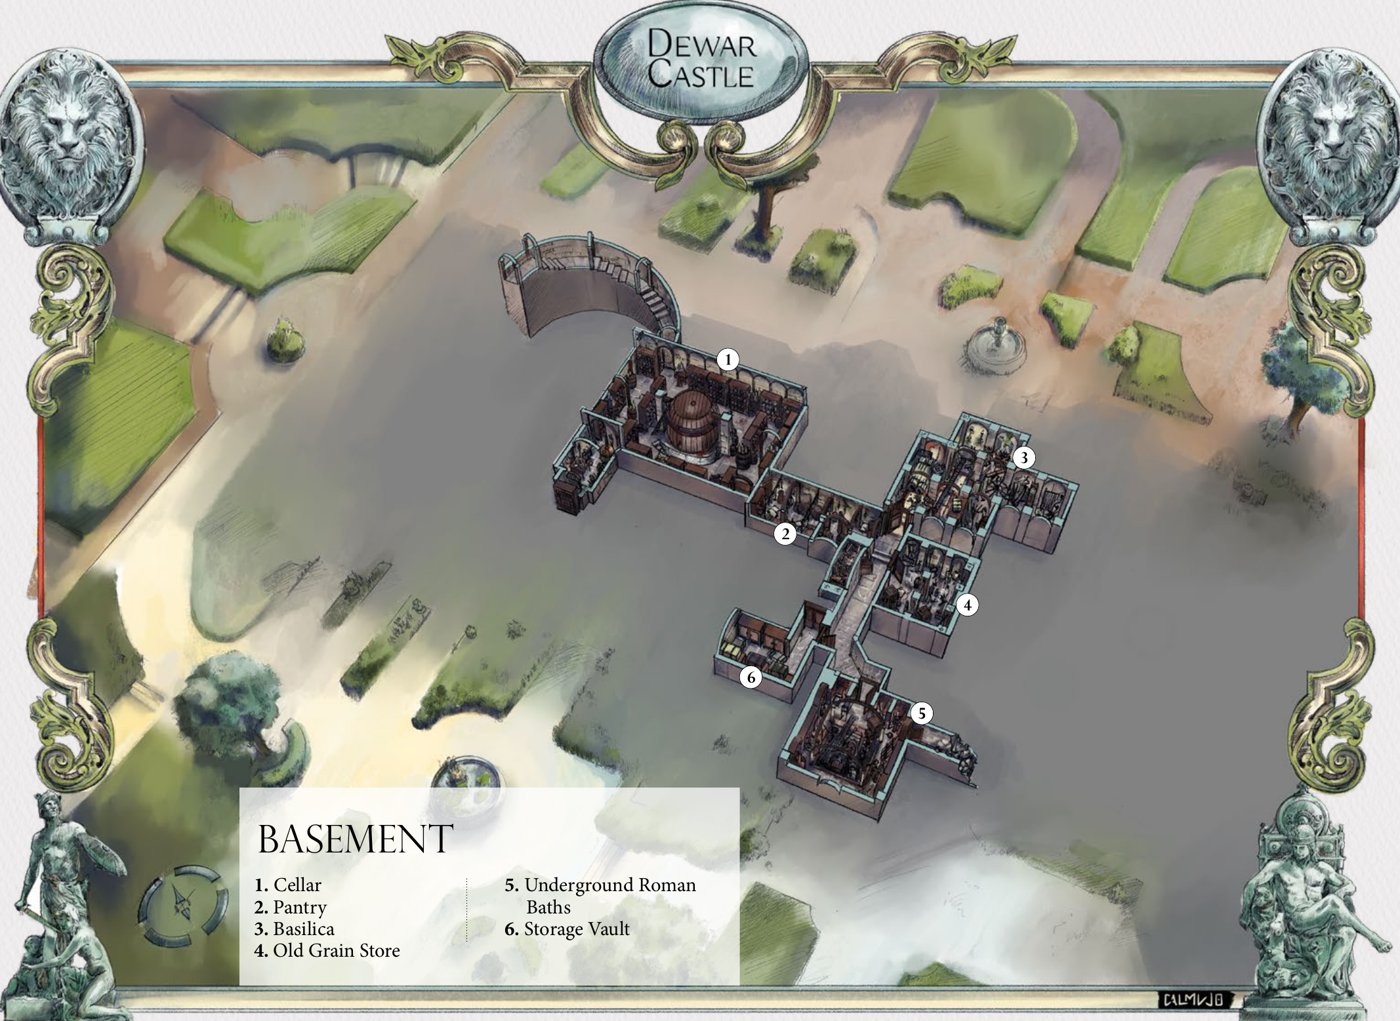 DEWAR
CASTLE
1
3
2
4
6
5
BASEMENT
1. Cellar
2. Pantry
3. Basilica
4. Old Grain Store
5. Underground Roman
Baths
6. Storage Vault
CALMUJO